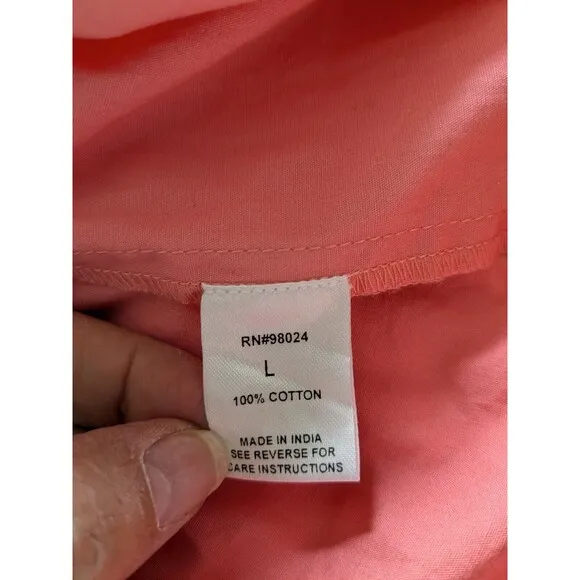 RN#98024
L
100% COTTON
MADE IN INDIA
SEE REVERSE FOR
CARE INSTRUCTIONS